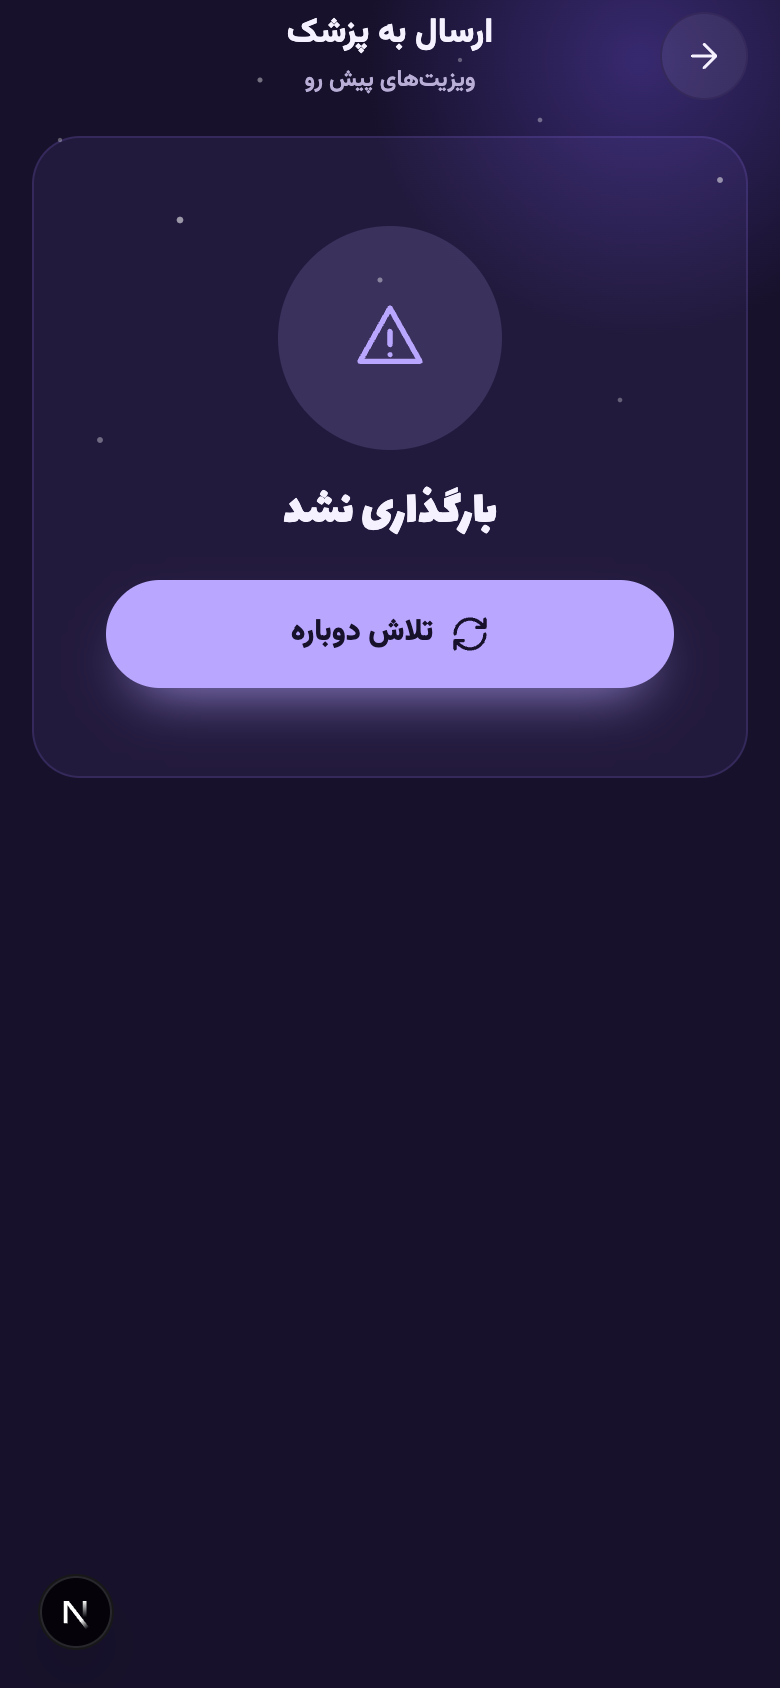 ارسال به پزشک
ویزیت‌های پیش رو
بارگذاری نشد
تلاش دوباره
N